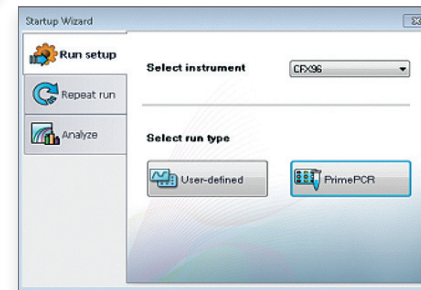 Startup Wizard
Run setup
Repeat run
Analyze
Select instrument
CFX96
Select run type
User-defined
PrimePCR